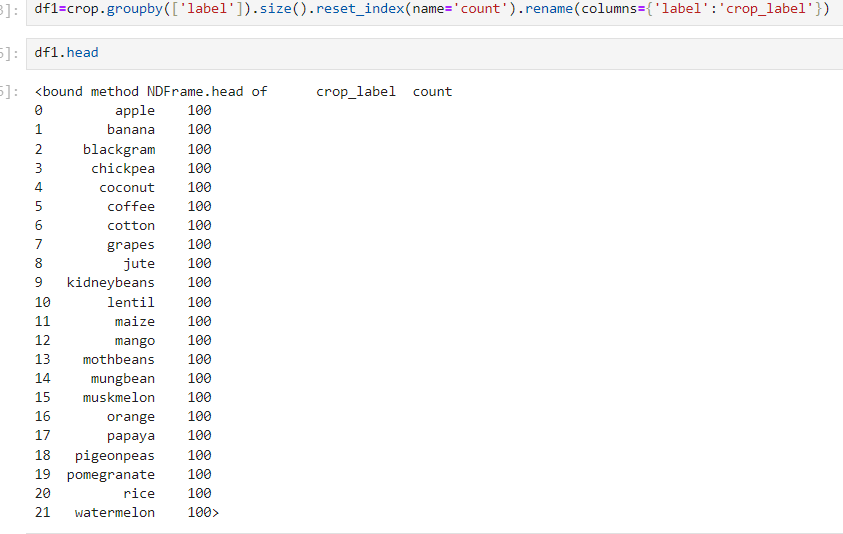 ]: df1=crop.groupby(['label']).size().reset_index(name='count').rename(columns={'label':'crop_label'})
]: df1.head
]: <bound method NDFrame.head of      crop_label  count
0         apple    100
1        banana    100
2     blackgram    100
3      chickpea    100
4       coconut    100
5        coffee    100
6        cotton    100
7        grapes    100
8          jute    100
9   kidneybeans    100
10       lentil    100
11        maize    100
12        mango    100
13    mothbeans    100
14     mungbean    100
15    muskmelon    100
16       orange    100
17       papaya    100
18   pigeonpeas    100
19  pomegranate    100
20         rice    100
21   watermelon    100>